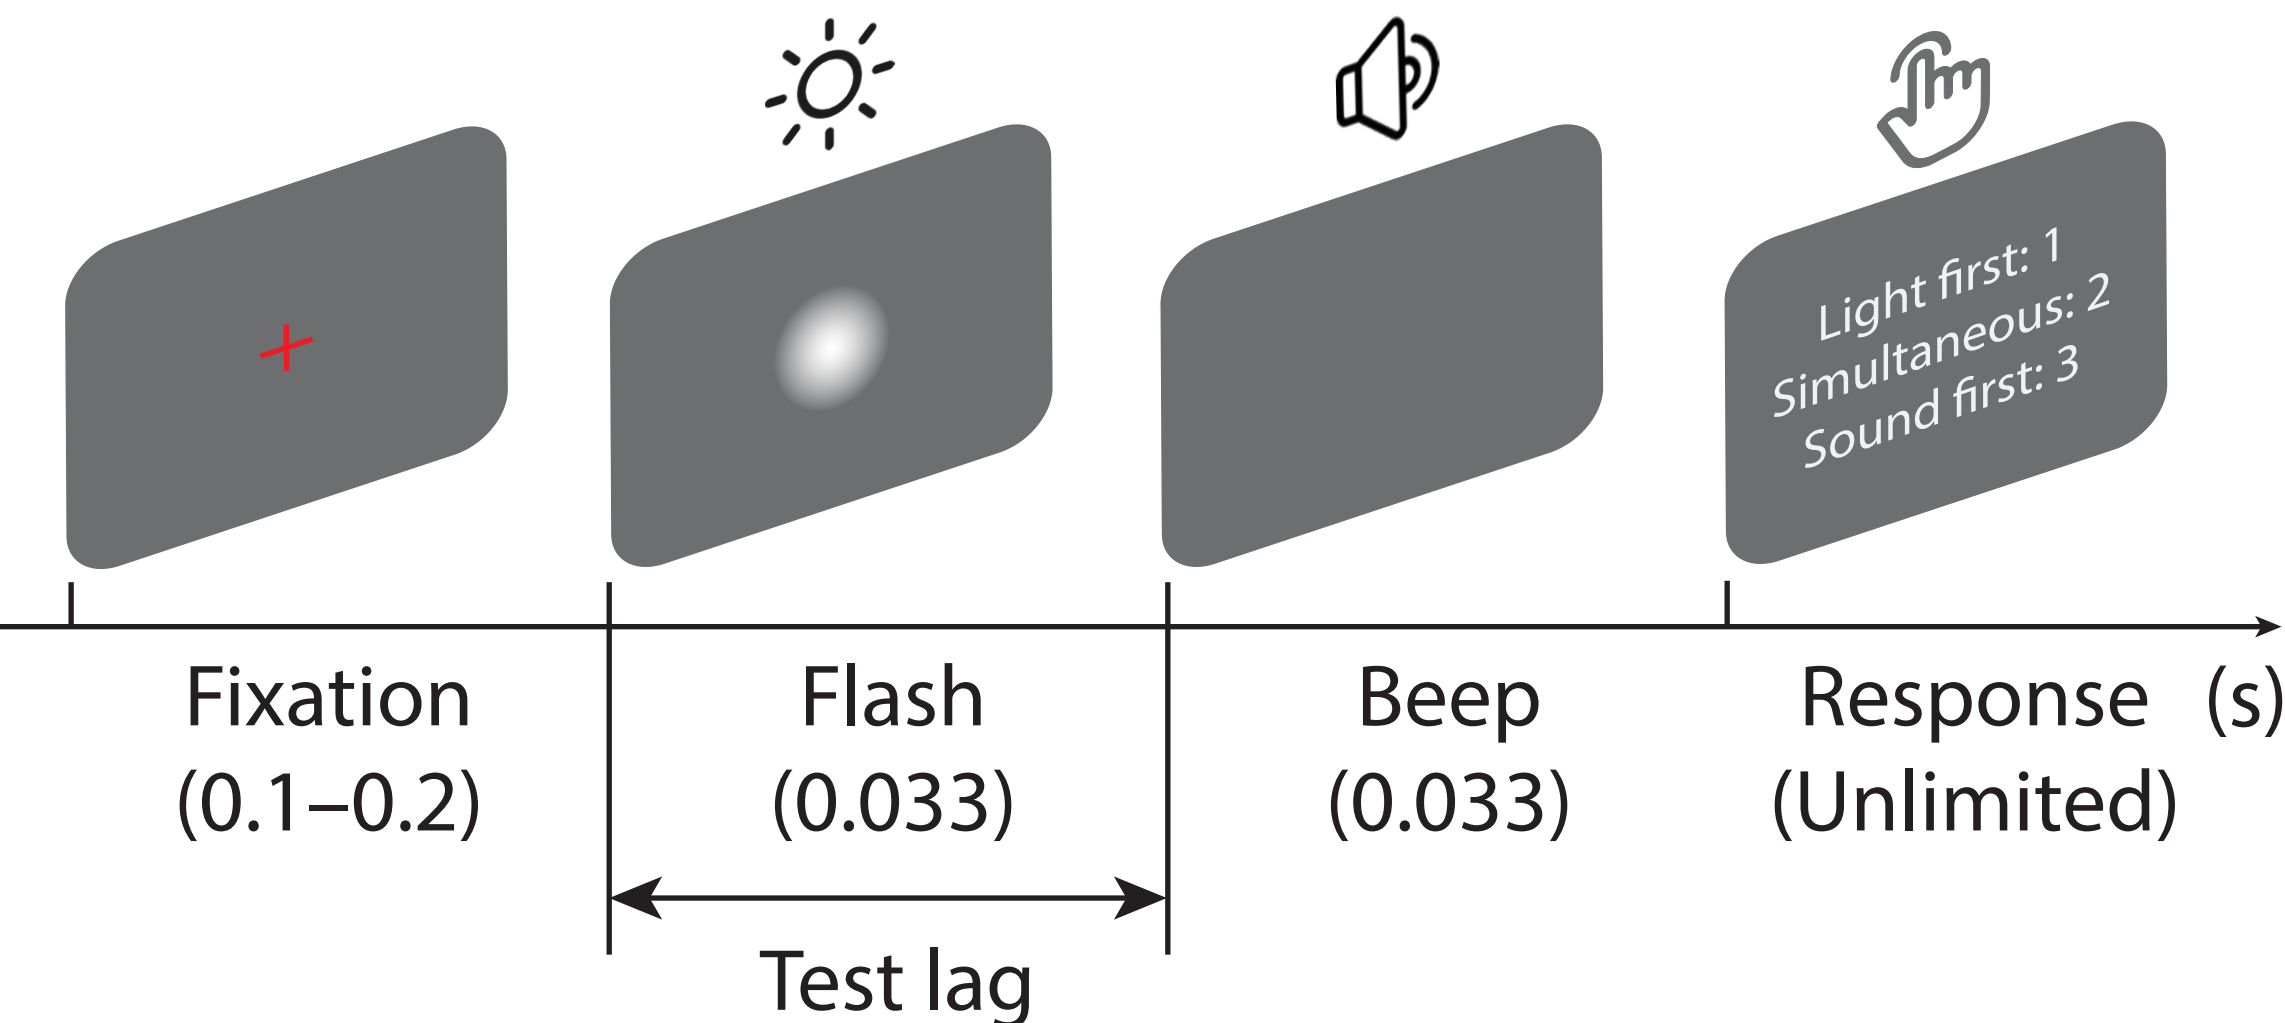 Light first: 1
Simultaneous: 2
Sound first: 3
Fixation
(0.1–0.2)
Flash
(0.033)
Beep
(0.033)
Response (s)
(Unlimited)
Test lag